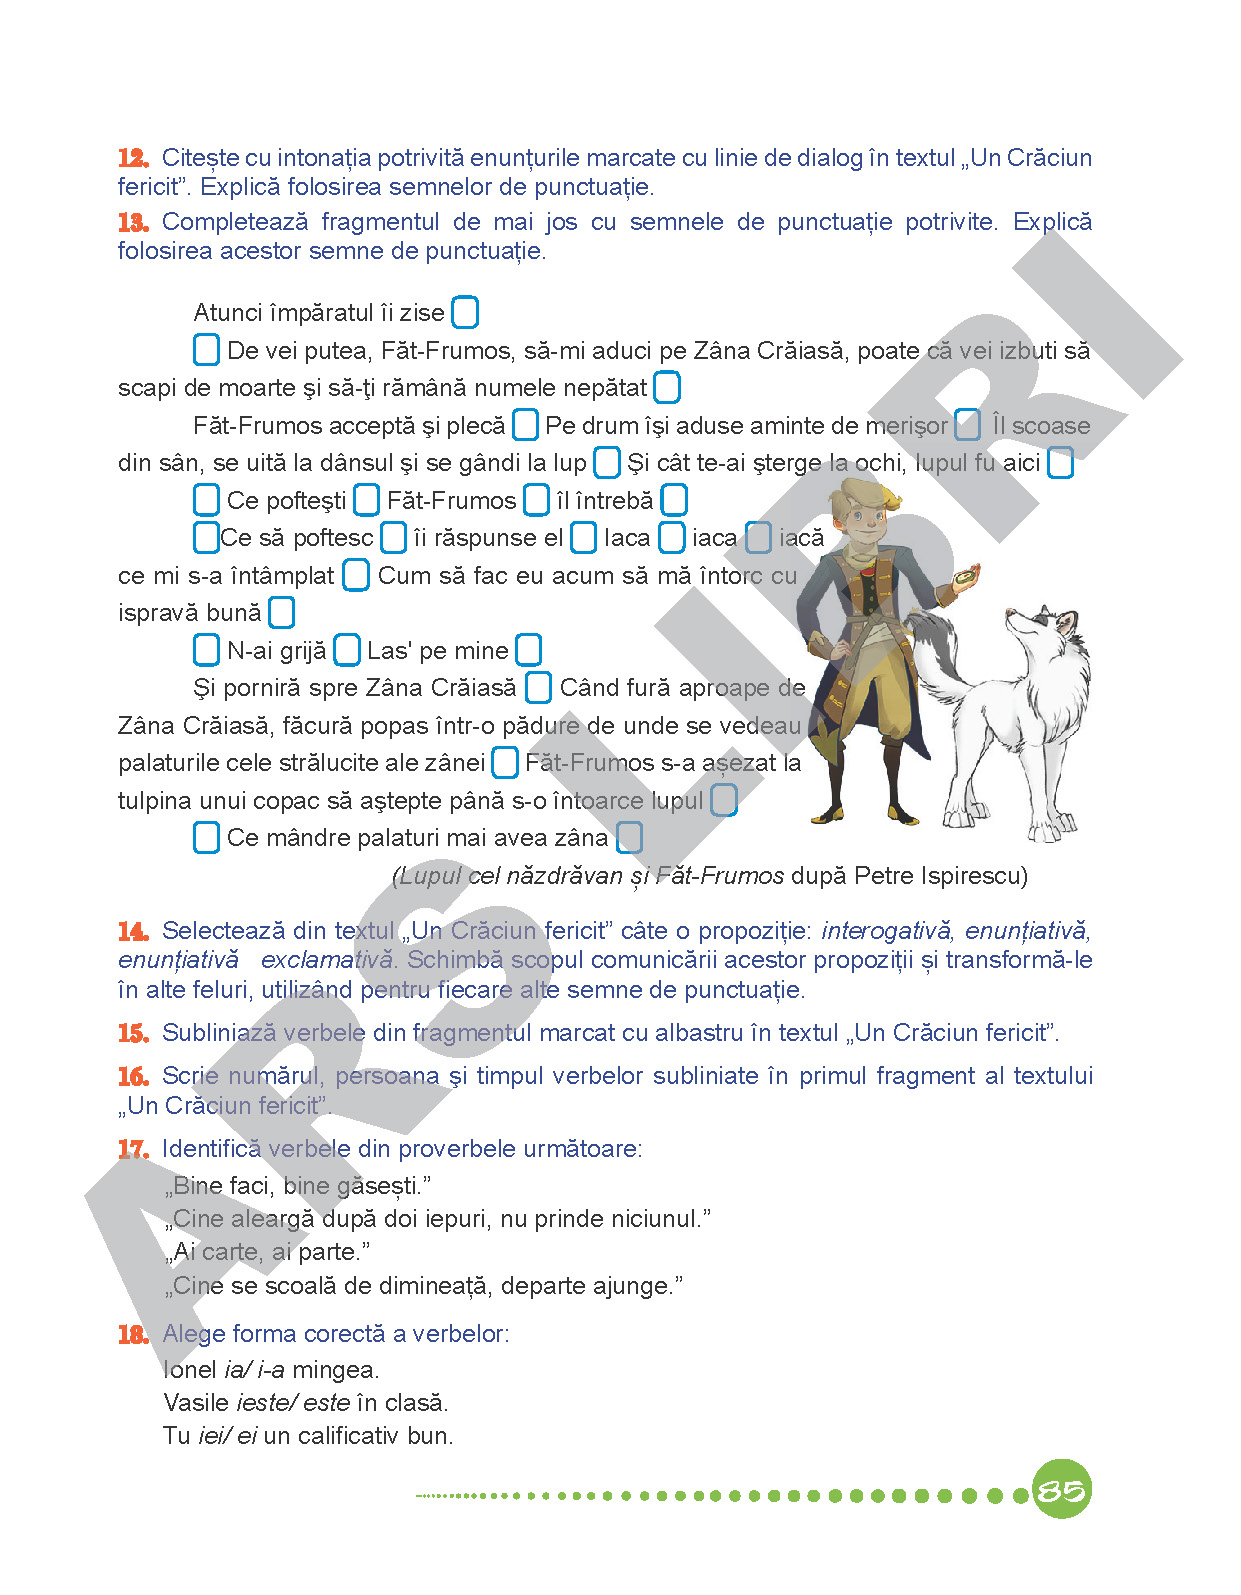 12. Citește cu intonația potrivită enunțurile marcate cu linie de dialog în textul „Un Crăciun
fericit”. Explică folosirea semnelor de punctuație.
13. Completează fragmentul de mai jos cu semnele de punctuație potrivite. Explică
folosirea acestor semne de punctuație.
Atunci împăratul îi zise
De vei putea, Făt-Frumos, să-mi aduci pe Zâna Crăiasă, poate că vei izbuti să
scapi de moarte şi să-ţi rămână numele nepătat
Făt-Frumos acceptă şi plecă Pe drum îşi aduse aminte de merişor Îl scoase
din sân, se uită la dânsul şi se gândi la lup Şi cât te-ai şterge la ochi, lupul fu aici
Ce pofteşti Făt-Frumos îl întrebă
Ce să poftesc îi răspunse el Iaca iaca iacă
ce mi s-a întâmplat Cum să fac eu acum să mă întorc cu
ispravă bună
N-ai grijă Las' pe mine
Şi porniră spre Zâna Crăiasă Când fură aproape de
Zâna Crăiasă, făcură popas într-o pădure de unde se vedeau
palaturile cele strălucite ale zânei Făt-Frumos s-a așezat la
tulpina unui copac să aştepte până s-o întoarce lupul
Ce mândre palaturi mai avea zâna
(Lupul cel năzdrăvan și Făt-Frumos după Petre Ispirescu)
14. Selectează din textul „Un Crăciun fericit” câte o propoziție: interogativă, enunțiativă,
enunțiativă exclamativă. Schimbă scopul comunicării acestor propoziții și transformă-le
în alte feluri, utilizând pentru fiecare alte semne de punctuație.
15. Subliniază verbele din fragmentul marcat cu albastru în textul „Un Crăciun fericit”.
16. Scrie numărul, persoana şi timpul verbelor subliniate în primul fragment al textului
„Un Crăciun fericit”.
17. Identifică verbele din proverbele următoare:
„Bine faci, bine găsești.”
„Cine aleargă după doi iepuri, nu prinde niciunul.”
„Ai carte, ai parte.”
„Cine se scoală de dimineață, departe ajunge.”
18. Alege forma corectă a verbelor:
Ionel ia/ i-a mingea.
Vasile ieste/ este în clasă.
Tu iei/ ei un calificativ bun.
85
ARS LIBRI